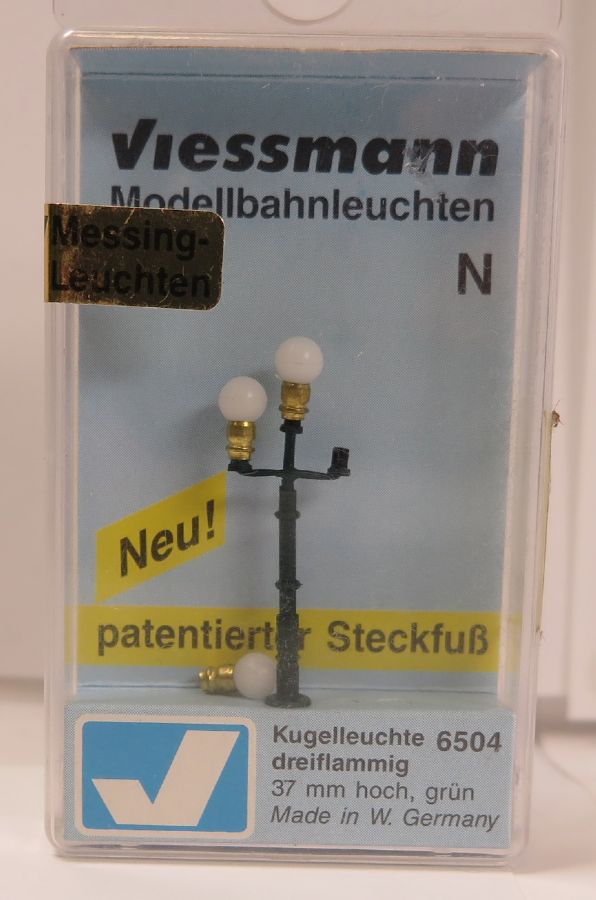 Viessmann
Modellbahnleuchten
Messing-
Leuchten
N
Neu!
patentierter Steckfuß
Kugelleuchte 6504
dreiflammig
37 mm hoch, grün
Made in W. Germany